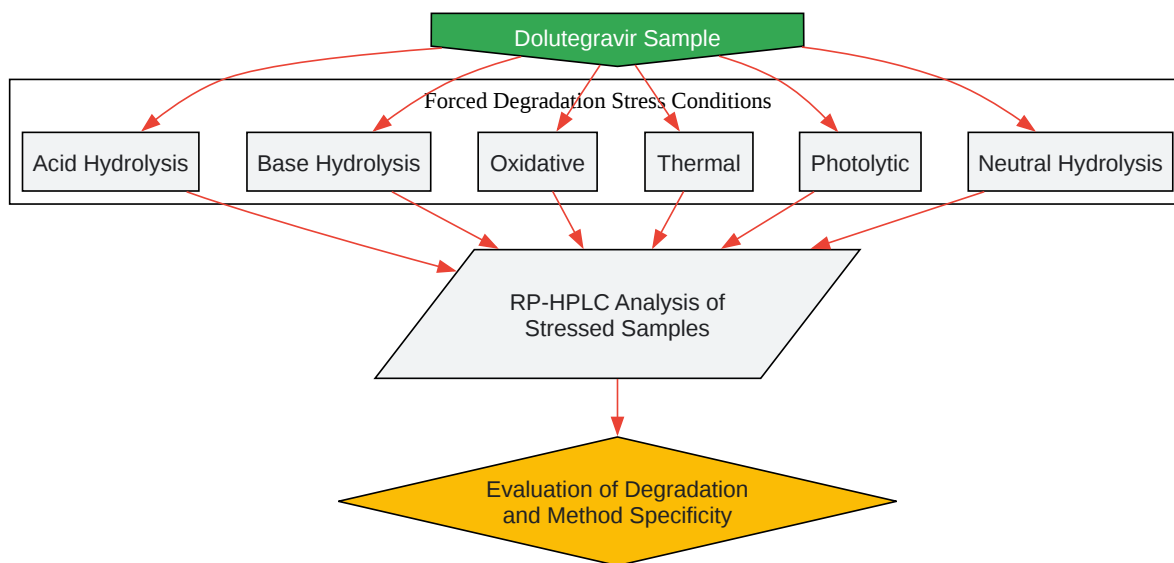 Dolutegravir Sample
Forced Degradation Stress Conditions
Acid Hydrolysis
Base Hydrolysis
Oxidative
Thermal
Photolytic
Neutral Hydrolysis
RP-HPLC Analysis of
Stressed Samples
Evaluation of Degradation
and Method Specificity